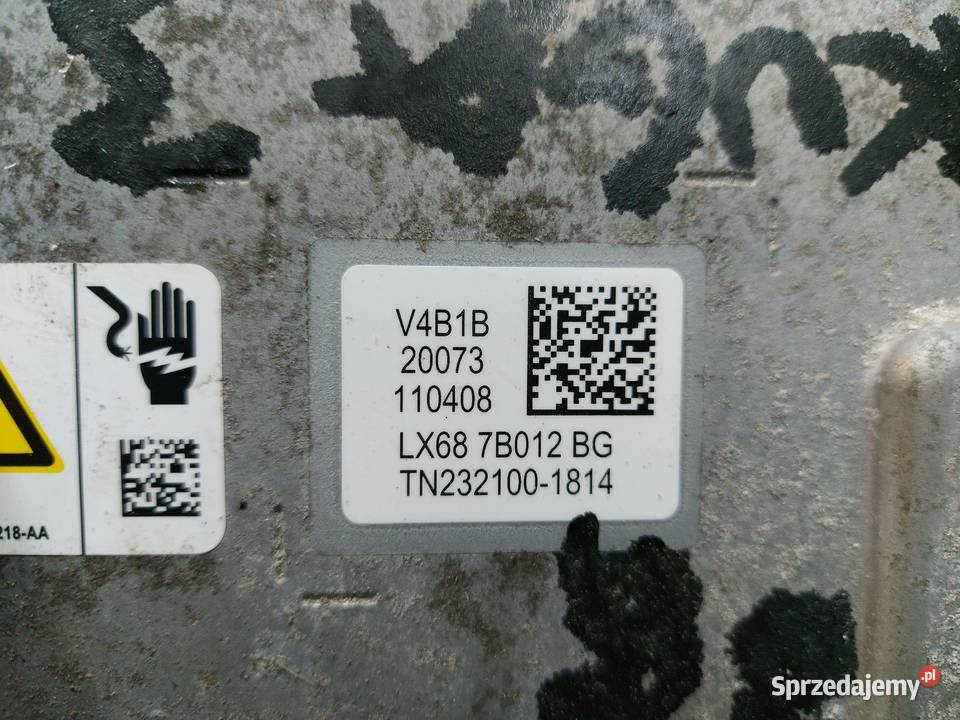 V4B1B
20073
110408
LX68 7B012 BG
TN232100-1814
218-AA
Sprzedajemy.pl